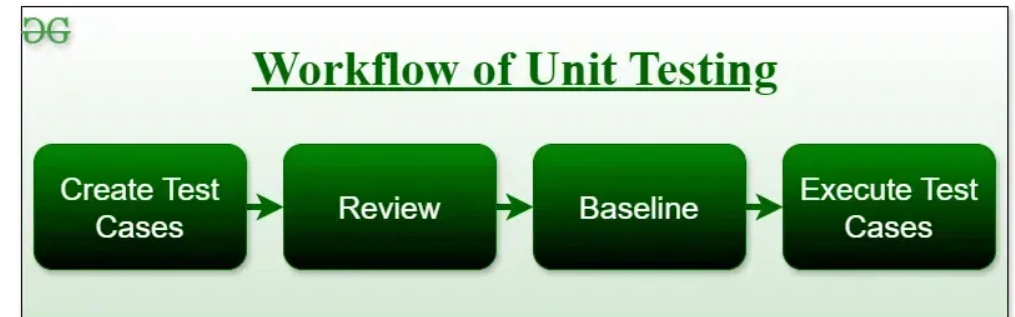 Workflow of Unit Testing
Create Test
Cases
Review
Baseline
Execute Test
Cases